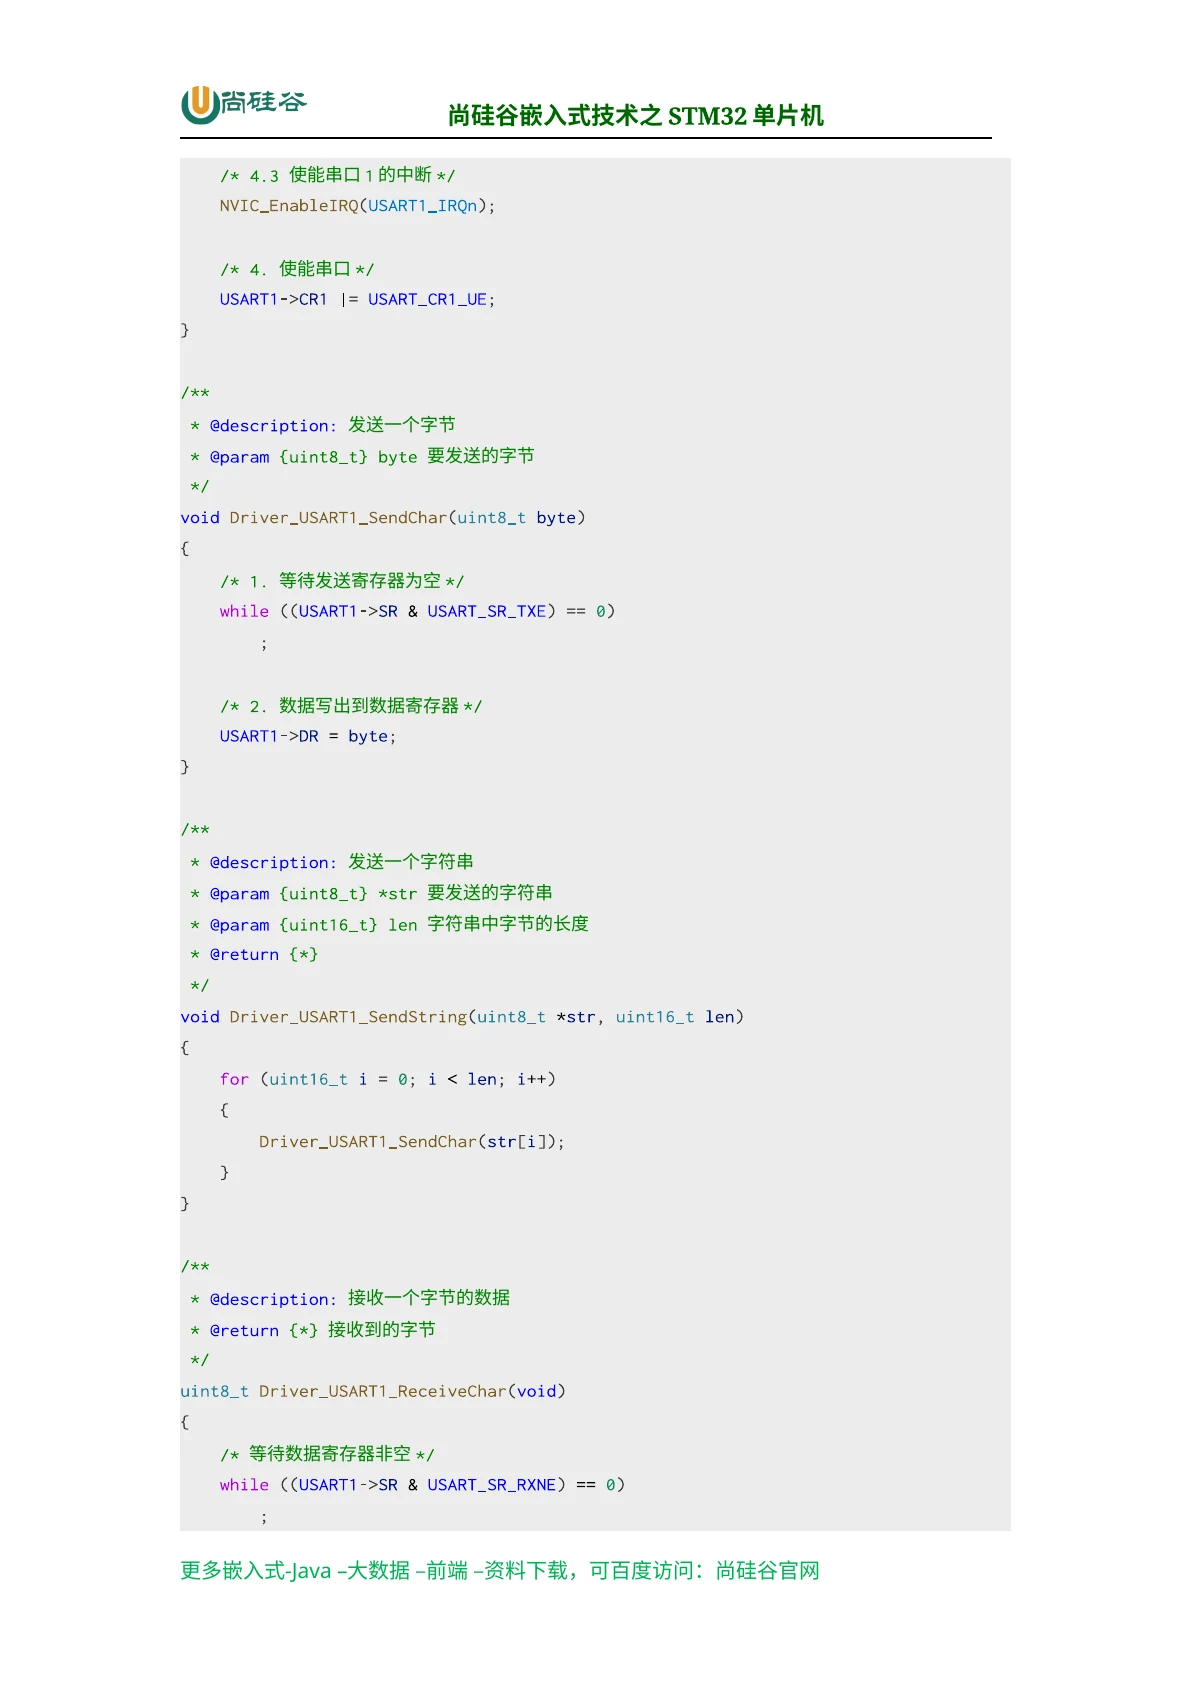 尚硅谷
尚硅谷嵌入式技术之 STM32 单片机
    /* 4.3 使能串口 1 的中断 */
    NVIC_EnableIRQ(USART1_IRQn);

    /* 4. 使能串口 */
    USART1->CR1 |= USART_CR1_UE;
}

/**
 * @description: 发送一个字节
 * @param {uint8_t} byte 要发送的字节
 */
void Driver_USART1_SendChar(uint8_t byte)
{
    /* 1. 等待发送寄存器为空 */
    while ((USART1->SR & USART_SR_TXE) == 0)
        ;

    /* 2. 数据写出到数据寄存器 */
    USART1->DR = byte;
}

/**
 * @description: 发送一个字符串
 * @param {uint8_t} *str 要发送的字符串
 * @param {uint16_t} len 字符串中字节的长度
 * @return {*}
 */
void Driver_USART1_SendString(uint8_t *str, uint16_t len)
{
    for (uint16_t i = 0; i < len; i++)
    {
        Driver_USART1_SendChar(str[i]);
    }
}

/**
 * @description: 接收一个字节的数据
 * @return {*} 接收到的字节
 */
uint8_t Driver_USART1_ReceiveChar(void)
{
    /* 等待数据寄存器非空 */
    while ((USART1->SR & USART_SR_RXNE) == 0)
        ;
更多嵌入式-Java –大数据 –前端 –资料下载，可百度访问：尚硅谷官网